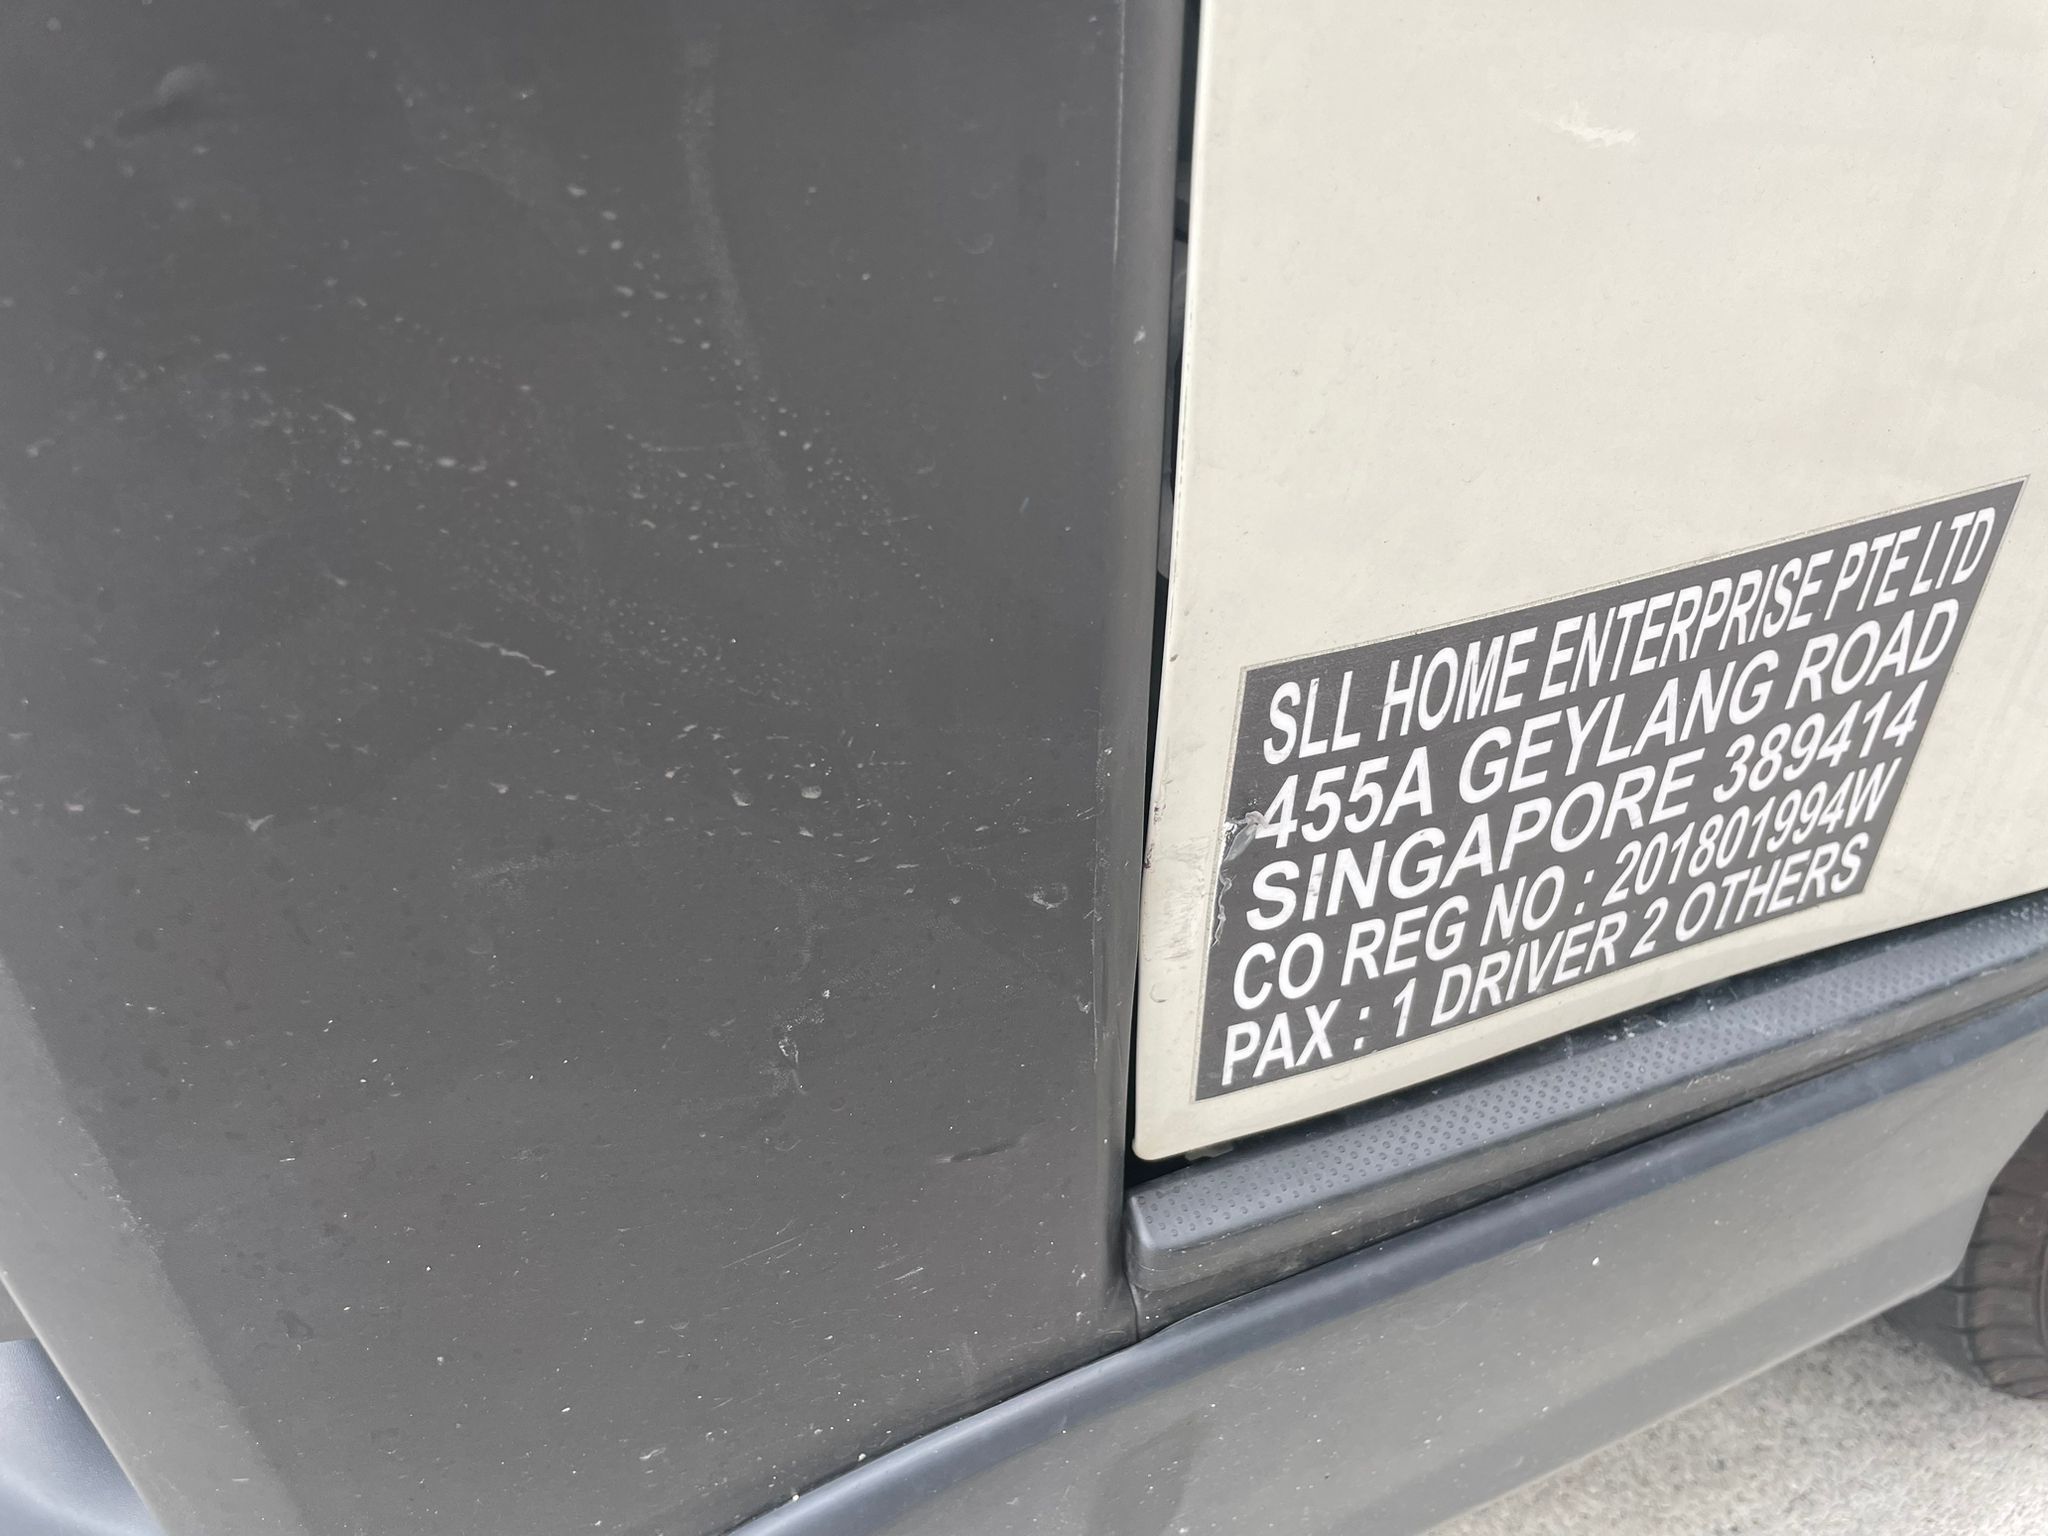 SLL HOME ENTERPRISE PTE LTD
455A GEYLANG ROAD
SINGAPORE 389414
CO REG NO : 201801994W
PAX : 1 DRIVER 2 OTHERS